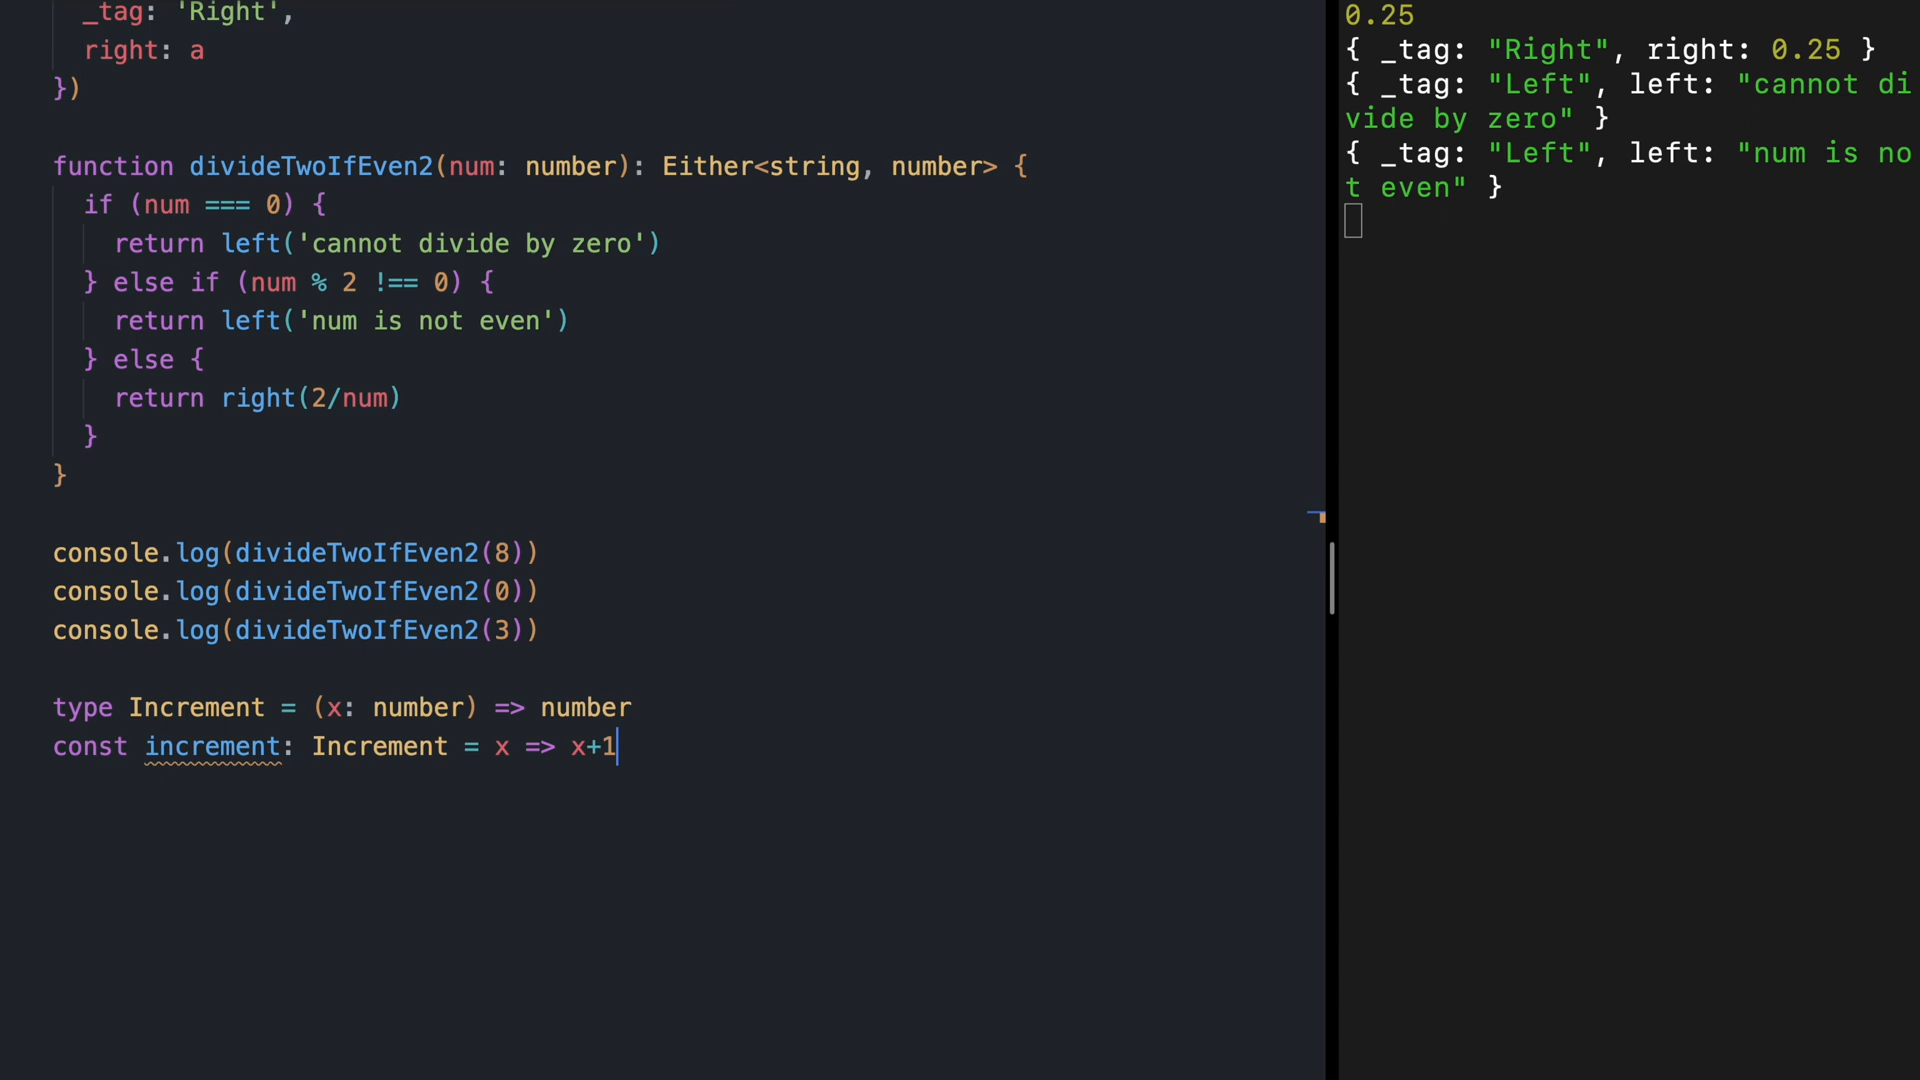 _tag: 'Right',
right: a
})
function divideTwoIfEven2(num: number): Either<string, number> {
if (num === 0) {
return left('cannot divide by zero')
} else if (num % 2 !== 0) {
return left('num is not even')
} else {
return right(2/num)
}
}
console.log(divideTwoIfEven2(8))
console.log(divideTwoIfEven2(0))
console.log(divideTwoIfEven2(3))
type Increment = (x: number) => number
const increment: Increment = x => x+1
0.25
{ _tag: "Right", right: 0.25 }
{ _tag: "Left", left: "cannot di
vide by zero" }
{ _tag: "Left", left: "num is no
t even" }